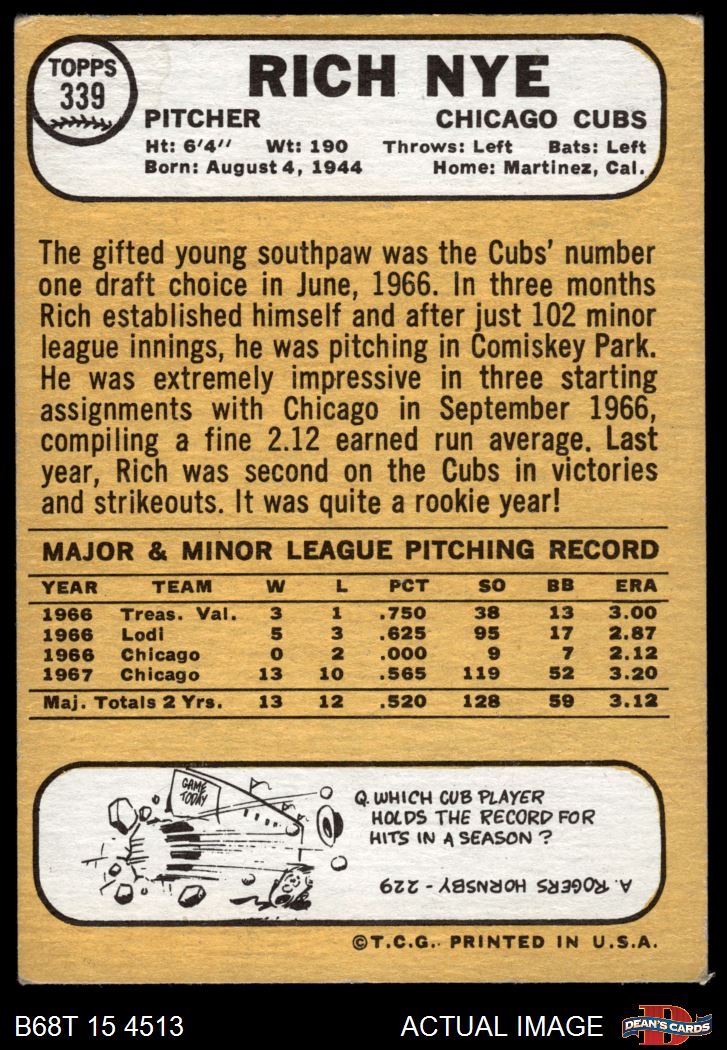 TOPPS
339
RICH NYE
PITCHER CHICAGO CUBS
Ht: 6'4" Wt: 190 Throws: Left Bats: Left
Born: August 4, 1944 Home: Martinez, Cal.
The gifted young southpaw was the Cubs' number
one draft choice in June, 1966. In three months
Rich established himself and after just 102 minor
league innings, he was pitching in Comiskey Park.
He was extremely impressive in three starting
assignments with Chicago in September 1966,
compiling a fine 2.12 earned run average. Last
year, Rich was second on the Cubs in victories
and strikeouts. It was quite a rookie year!
MAJOR & MINOR LEAGUE PITCHING RECORD
YEAR TEAM W L PCT SO BB ERA
1966 Treas. Val. 3 1 .750 38 13 3.00
1966 Lodi 5 3 .625 95 17 2.87
1966 Chicago 0 2 .000 9 7 2.12
1967 Chicago 13 10 .565 119 52 3.20
Maj. Totals 2 Yrs. 13 12 .520 128 59 3.12
GAME
TODAY
Q. WHICH CUB PLAYER
HOLDS THE RECORD FOR
HITS IN A SEASON?
A. ROGERS HORNSBY - 229
©T.C.G. PRINTED IN U.S.A.
B68T 15 4513 ACTUAL IMAGE
D
DEAN'S CARDS